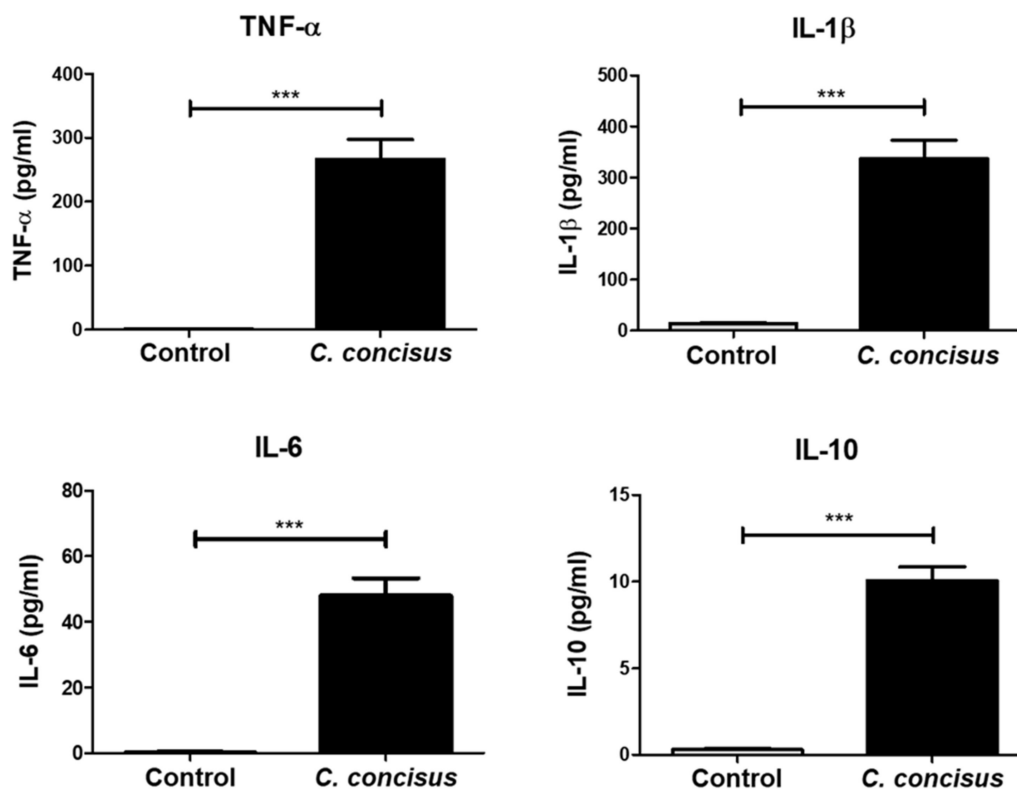 TNF-α
TNF-α (pg/ml)
400
300
200
100
0
***
Control
C. concisus
IL-1β
IL-1β (pg/ml)
500
400
300
200
100
0
***
Control
C. concisus
IL-6
IL-6 (pg/ml)
80
60
40
20
0
***
Control
C. concisus
IL-10
IL-10 (pg/ml)
15
10
5
0
***
Control
C. concisus